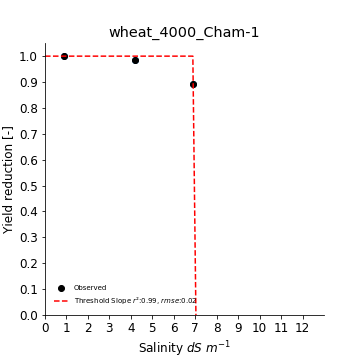 wheat_4000_Cham-1
Yield reduction [-]
1.0
0.9
0.8
0.7
0.6
0.5
0.4
0.3
0.2
0.1
0.0
Observed
Threshold Slope r²:0.99, rmse:0.02
0 1 2 3 4 5 6 7 8 9 10 11 12
Salinity dS m⁻¹